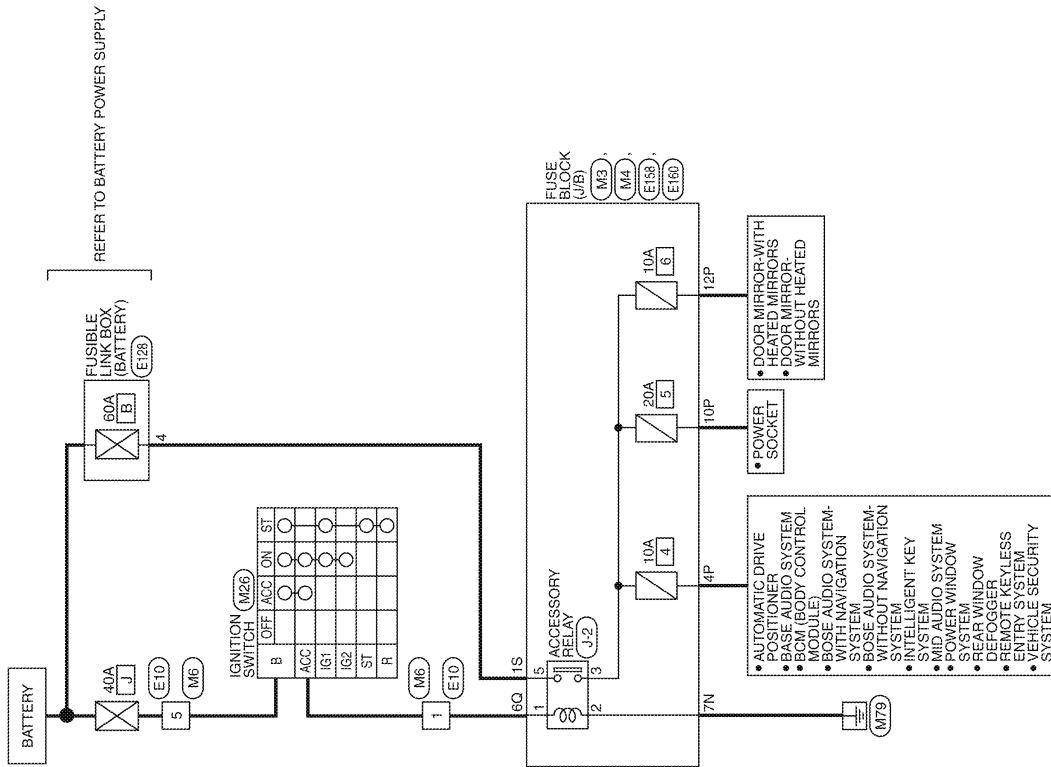 REFER TO BATTERY POWER SUPPLY
BATTERY
40A
J
5
E10
M6
FUSIBLE
LINK BOX
(BATTERY)
E128
60A
B
4
IGNITION
SWITCH
M26
OFF ACC ON ST
B
ACC
IG1
IG2
ST
R
1
M6
E10
6Q 1S
FUSE
BLOCK
(J/B)
M3 ,
M4 ,
E158 ,
E160
ACCESSORY
RELAY
J-2
1 5
2 3
10A
4
20A
5
10A
6
7N
4P
10P
12P
M79
• AUTOMATIC DRIVE
POSITIONER
• BASE AUDIO SYSTEM
• BCM (BODY CONTROL
MODULE)
• BOSE AUDIO SYSTEM-
WITH NAVIGATION
SYSTEM
• BOSE AUDIO SYSTEM-
WITHOUT NAVIGATION
SYSTEM
• INTELLIGENT KEY
SYSTEM
• MID AUDIO SYSTEM
• POWER WINDOW
SYSTEM
• REAR WINDOW
DEFOGGER
• REMOTE KEYLESS
ENTRY SYSTEM
• VEHICLE SECURITY
SYSTEM
• POWER
SOCKET
• DOOR MIRROR-WITH
HEATED MIRRORS
• DOOR MIRROR-
WITHOUT HEATED
MIRRORS